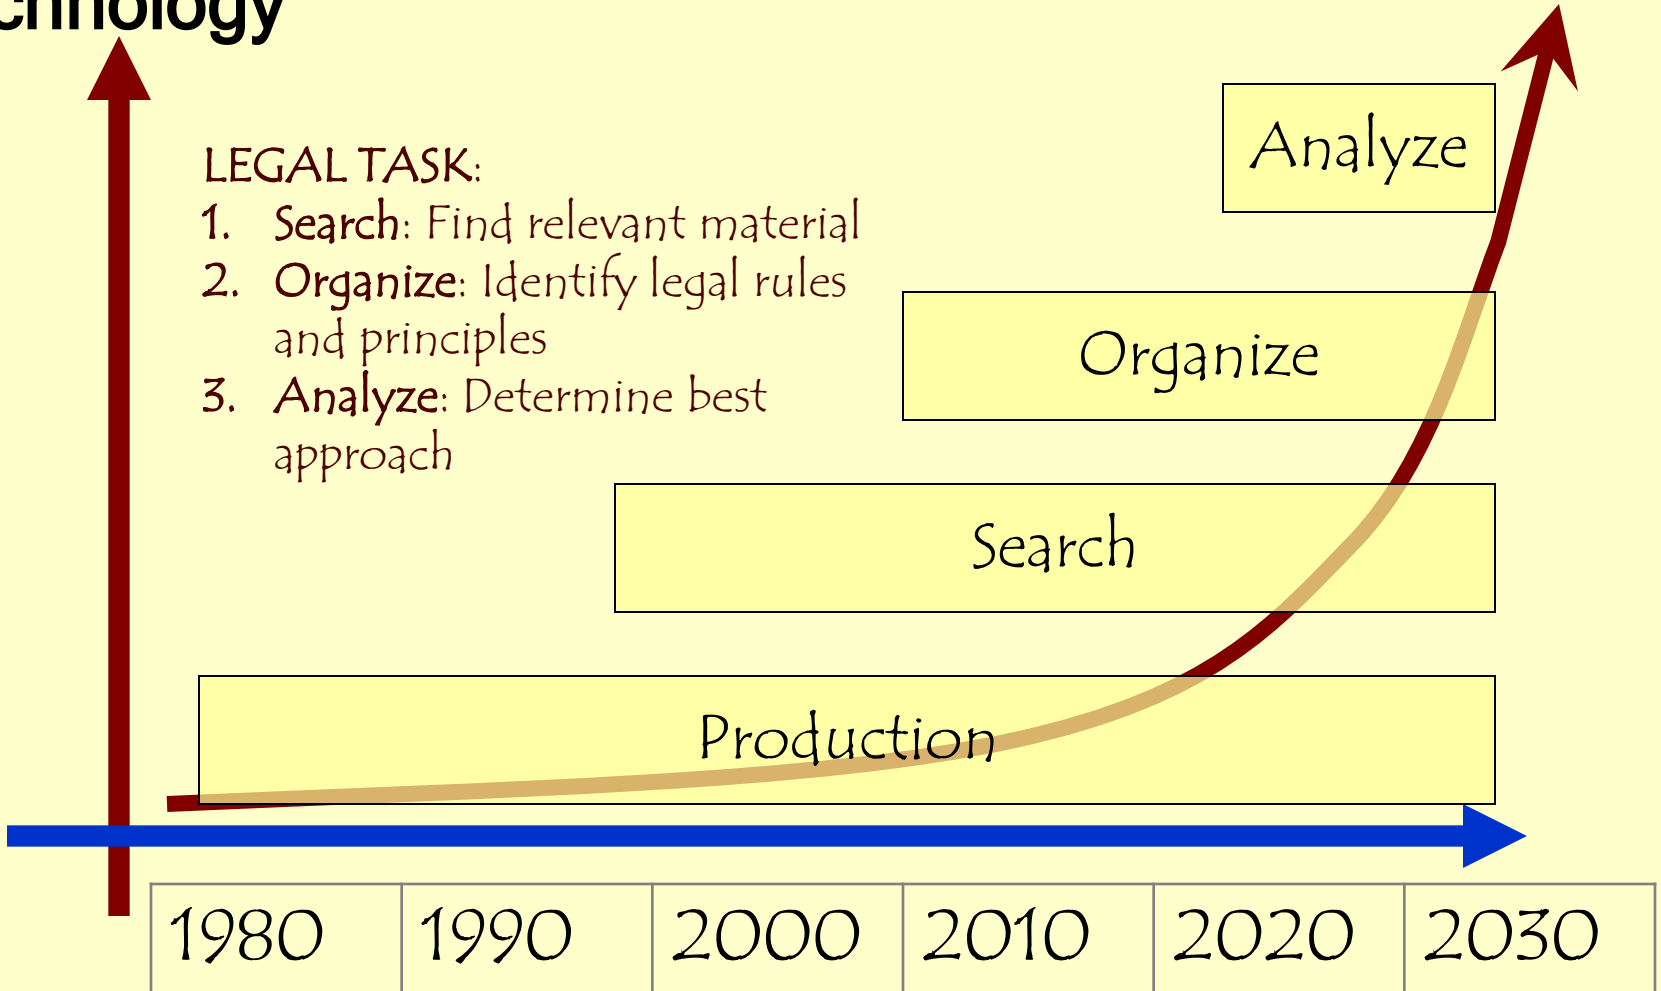 chnology
LEGAL TASK:
1. Search: Find relevant material
2. Organize: Identify legal rules
and principles
3. Analyze: Determine best
approach
Analyze
Organize
Search
Production
1980 1990 2000 2010 2020 2030